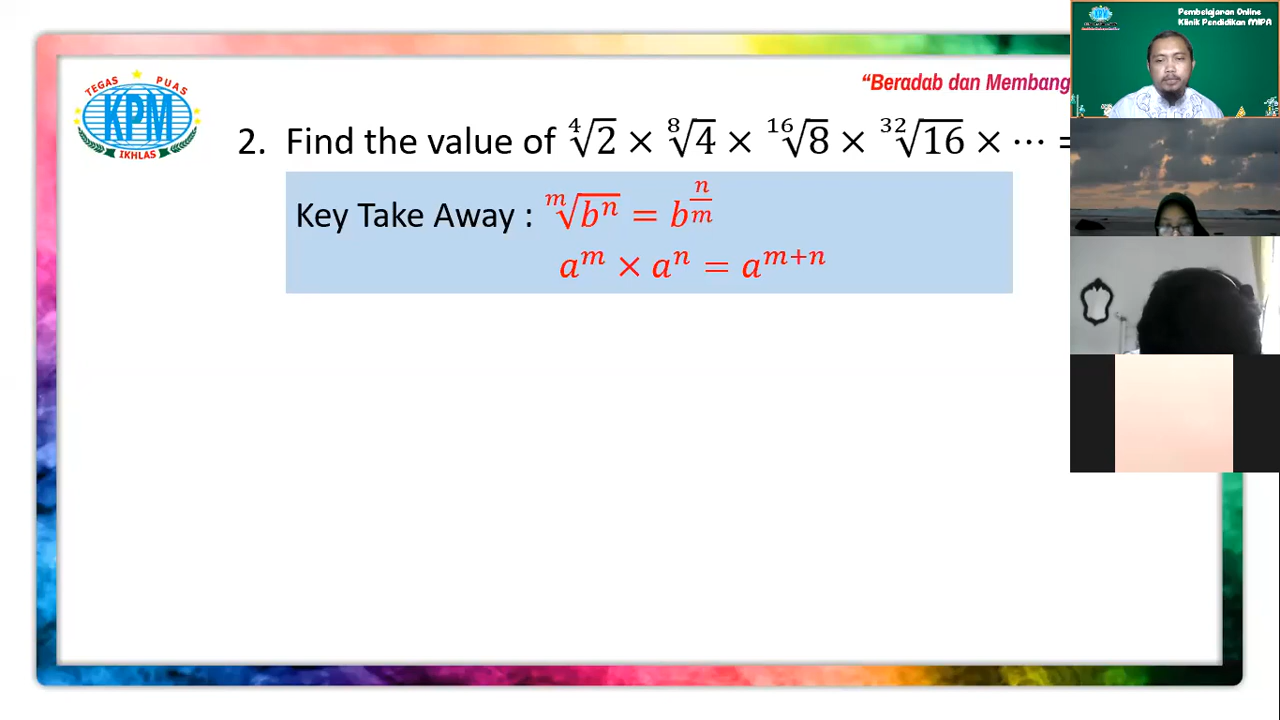 Pembelajaran Online
Klinik Pendidikan MIPA
TEGAS PUAS
KPM
IKHLAS
“Beradab dan Membang
2. Find the value of ∜2 × ⁸√4 × ¹⁶√8 × ³²√16 × ⋯ =
Key Take Away : ᵐ√bⁿ = b^(n/m)
aᵐ × aⁿ = aᵐ⁺ⁿ